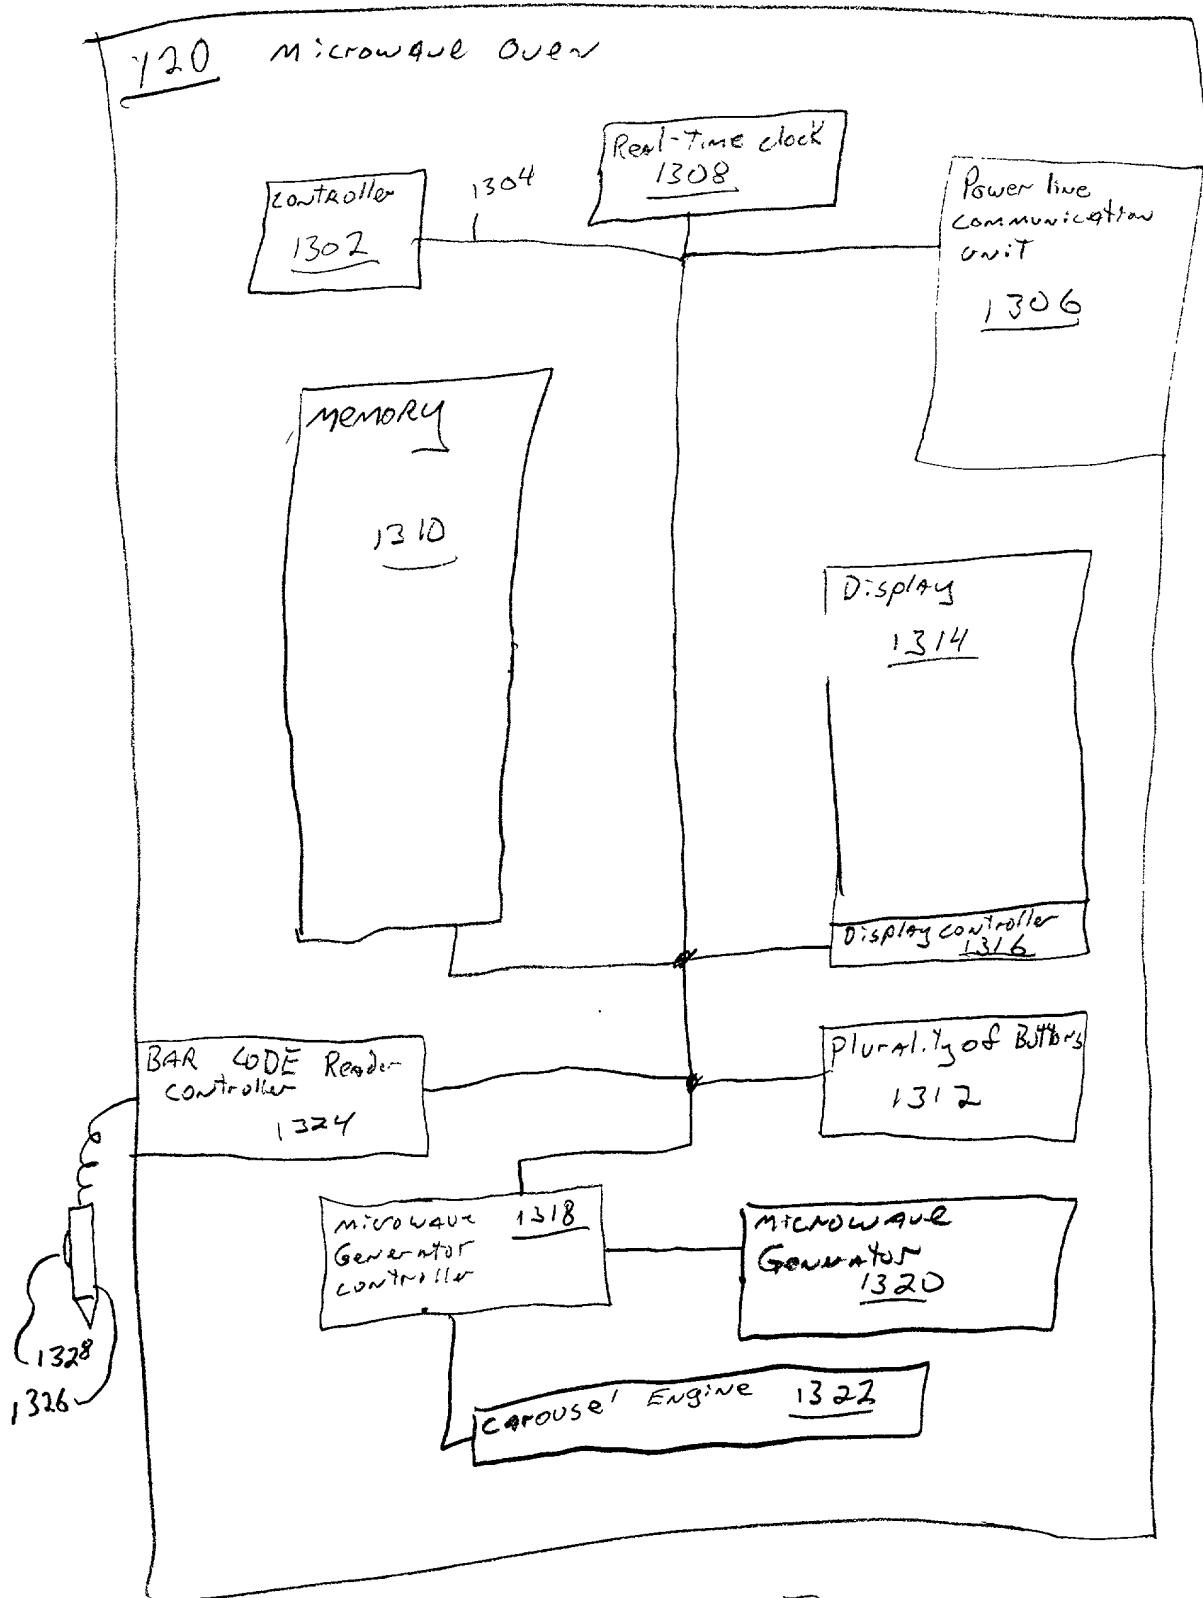 420 Microwave Oven
Real-Time clock
1308
controller
1302
1304
Power line
communication
unit
1306
Memory
1310
Display
1314
Display controller
1316
BAR CODE Reader
controller
1324
Plurality of Buttons
1312
Microwave 1318
Generator
controller
Microwave
Generator
1320
1328
1326
Carousel Engine 1322